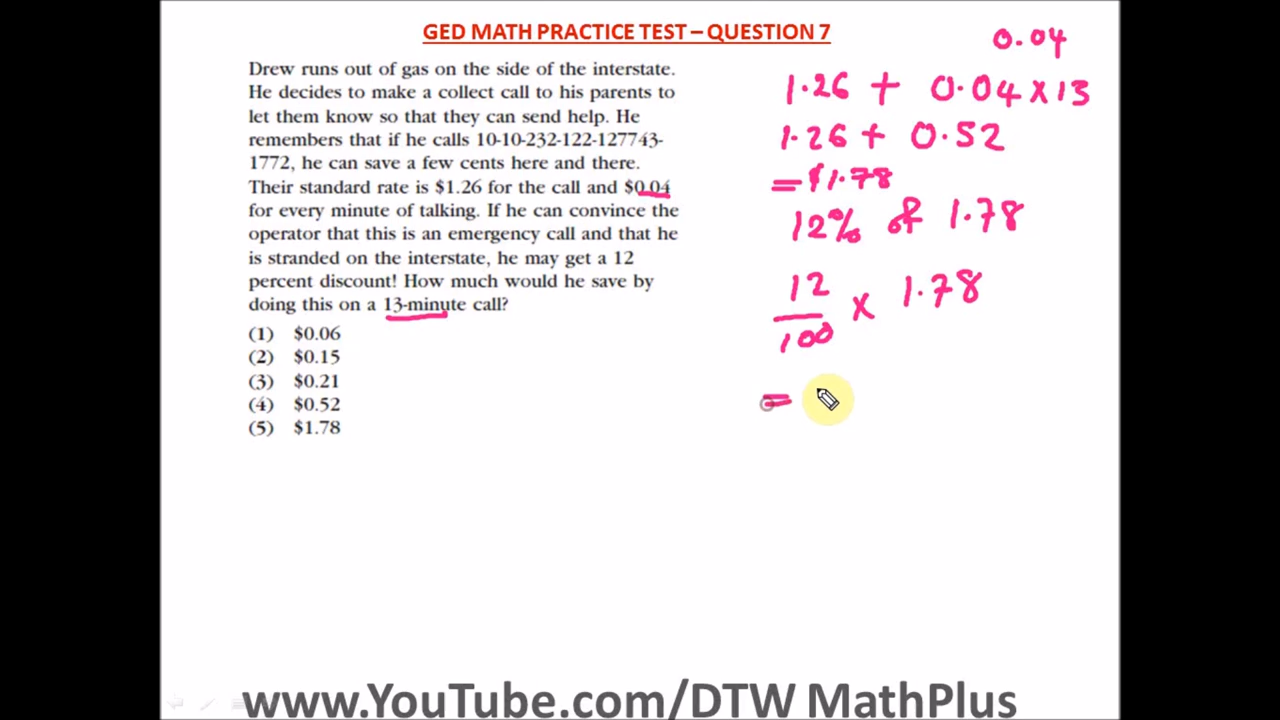 GED MATH PRACTICE TEST – QUESTION 7
Drew runs out of gas on the side of the interstate.
He decides to make a collect call to his parents to
let them know so that they can send help. He
remembers that if he calls 10-10-232-122-127743-
1772, he can save a few cents here and there.
Their standard rate is $1.26 for the call and $0.04
for every minute of talking. If he can convince the
operator that this is an emergency call and that he
is stranded on the interstate, he may get a 12
percent discount! How much would he save by
doing this on a 13-minute call?
(1) $0.06
(2) $0.15
(3) $0.21
(4) $0.52
(5) $1.78
0.04
1.26 + 0.04 x 13
1.26 + 0.52
= $1.78
12% of 1.78
12
100 x 1.78
=
www.YouTube.com/DTW MathPlus